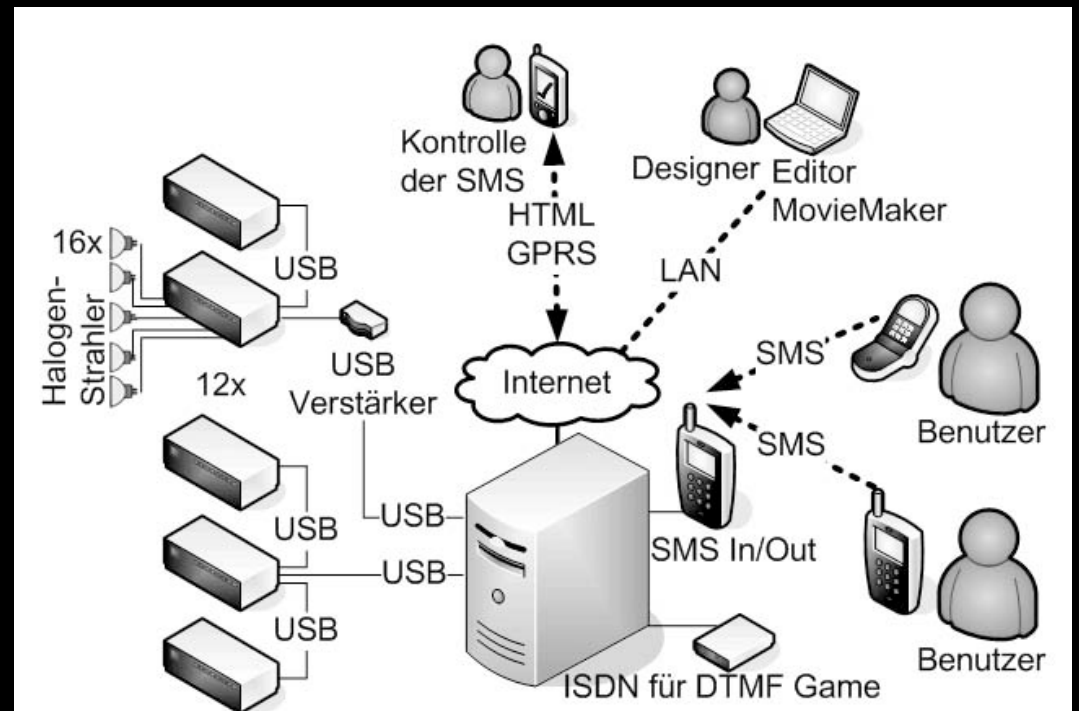 Kontrolle
der SMS
HTML
GPRS
Designer
Editor
MovieMaker
LAN
16x
Halogen-
Strahler
USB
12x
USB
Verstärker
Internet
SMS
Benutzer
SMS
Benutzer
USB
USB
USB
USB
SMS In/Out
ISDN für DTMF Game